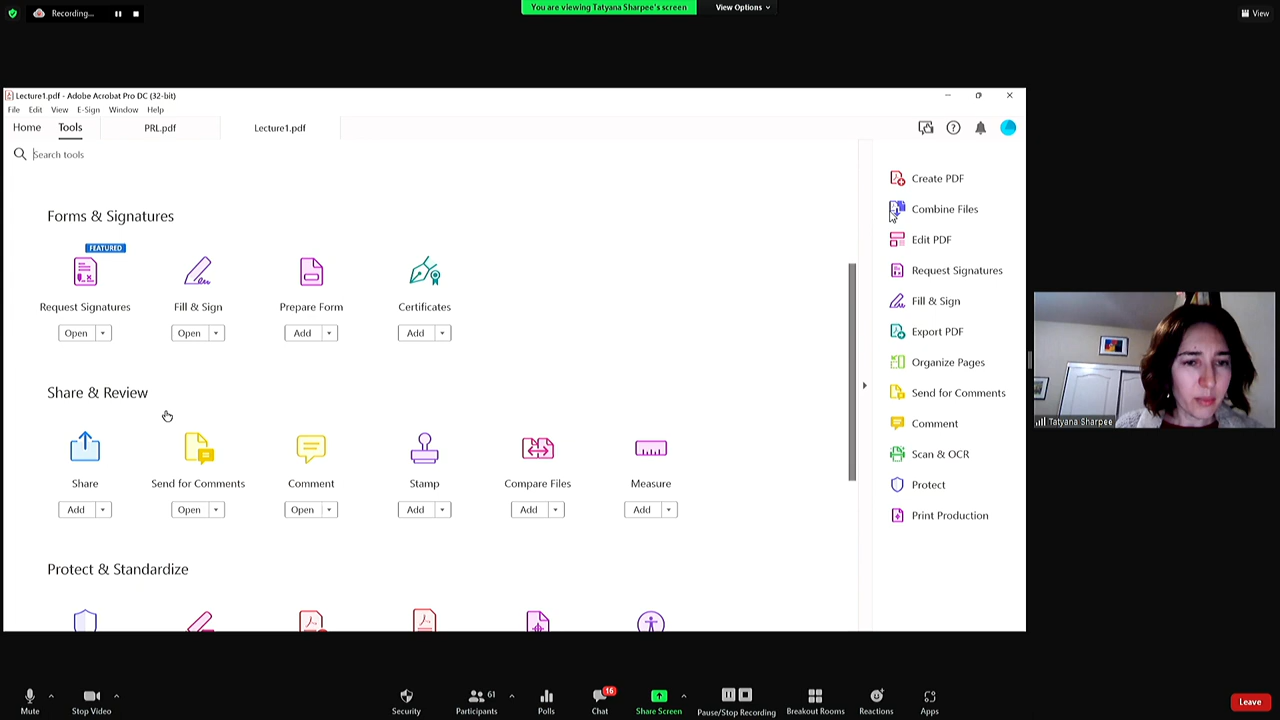 Recording...
You are viewing Tatyana Sharpee's screen
View Options
View
Lecture1.pdf - Adobe Acrobat Pro DC (32-bit)
File Edit View E-Sign Window Help
Home Tools PRL.pdf Lecture1.pdf
Search tools
Forms & Signatures
FEATURED
Request Signatures Fill & Sign Prepare Form Certificates
Open Open Add Add
Share & Review
Share Send for Comments Comment Stamp Compare Files Measure
Add Open Open Add Add Add
Protect & Standardize
Create PDF
Combine Files
Edit PDF
Request Signatures
Fill & Sign
Export PDF
Organize Pages
Send for Comments
Comment
Scan & OCR
Protect
Print Production
Tatyana Sharpee
61
16
Mute Stop Video Security Participants Polls Chat Share Screen Pause/Stop Recording Breakout Rooms Reactions Apps Leave